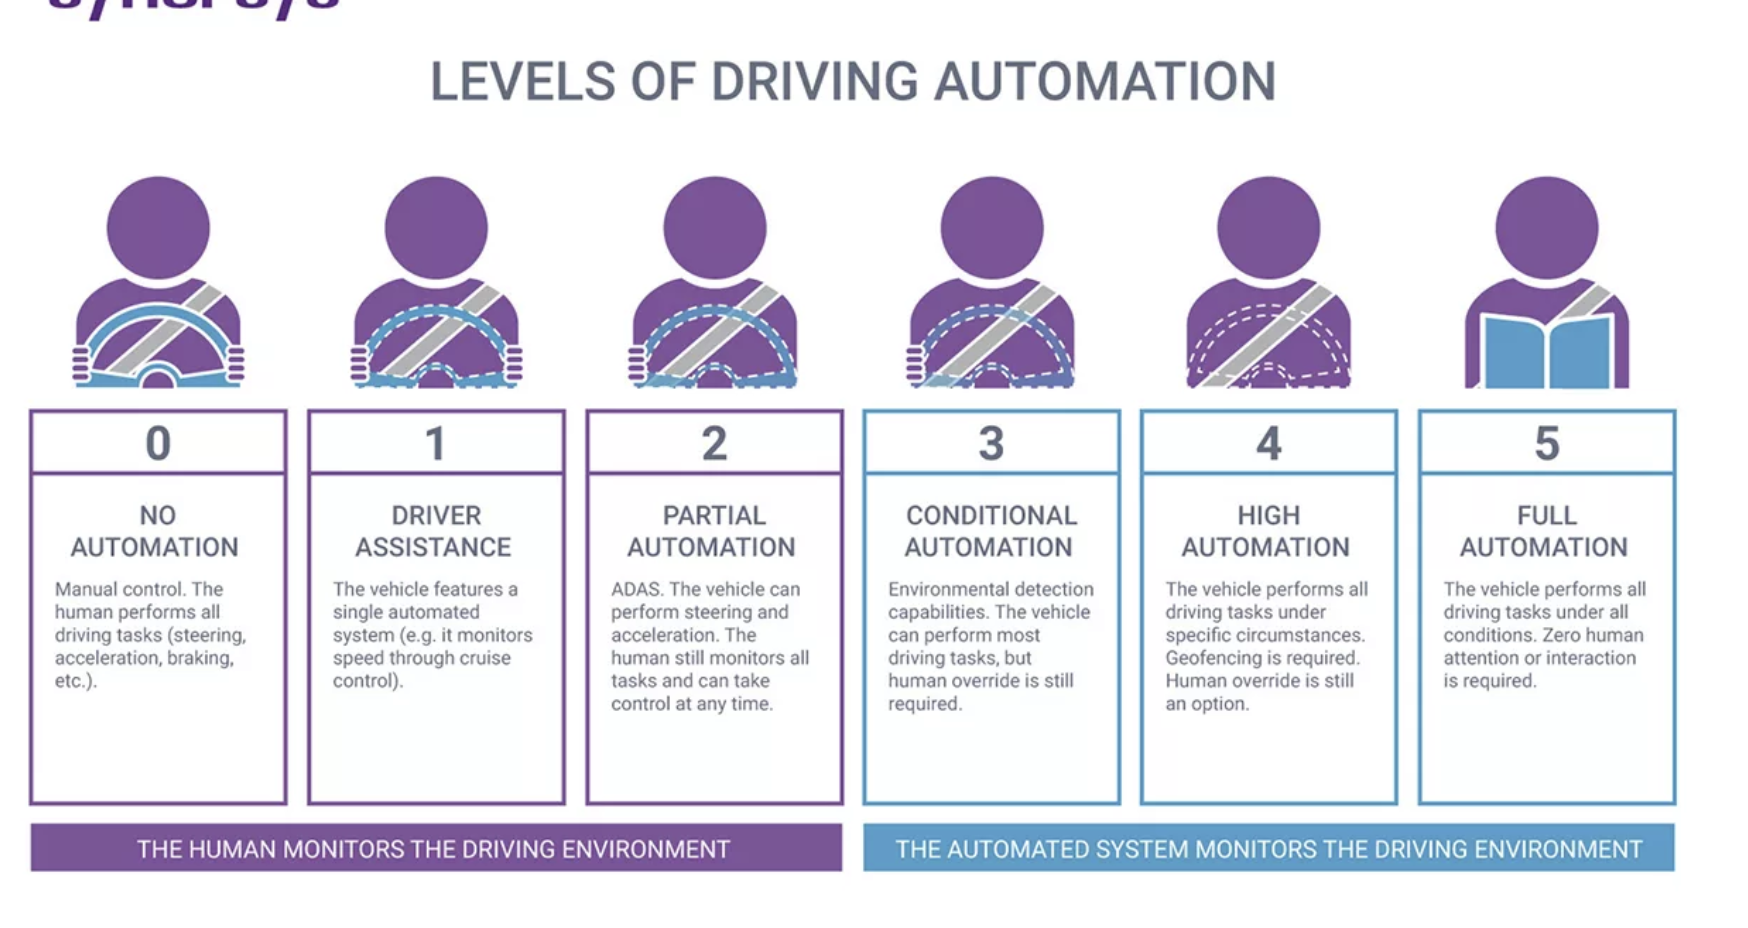 LEVELS OF DRIVING AUTOMATION
0
NO
AUTOMATION
Manual control. The
human performs all
driving tasks (steering,
acceleration, braking,
etc.).
1
DRIVER
ASSISTANCE
The vehicle features a
single automated
system (e.g. it monitors
speed through cruise
control).
2
PARTIAL
AUTOMATION
ADAS. The vehicle can
perform steering and
acceleration. The
human still monitors all
tasks and can take
control at any time.
3
CONDITIONAL
AUTOMATION
Environmental detection
capabilities. The vehicle
can perform most
driving tasks, but
human override is still
required.
4
HIGH
AUTOMATION
The vehicle performs all
driving tasks under
specific circumstances.
Geofencing is required.
Human override is still
an option.
5
FULL
AUTOMATION
The vehicle performs all
driving tasks under all
conditions. Zero human
attention or interaction
is required.
THE HUMAN MONITORS THE DRIVING ENVIRONMENT
THE AUTOMATED SYSTEM MONITORS THE DRIVING ENVIRONMENT